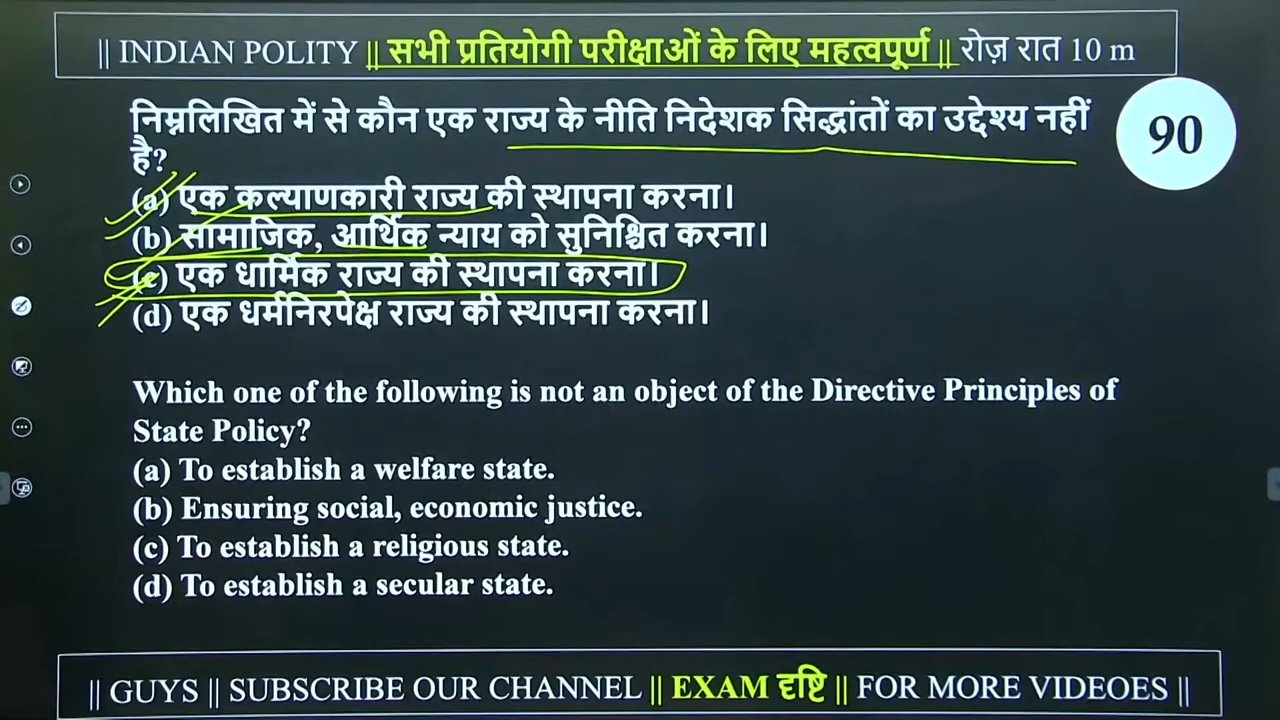 || INDIAN POLITY || सभी प्रतियोगी परीक्षाओं के लिए महत्वपूर्ण || रोज़ रात 10 m
निम्नलिखित में से कौन एक राज्य के नीति निदेशक सिद्धांतों का उद्देश्य नहीं
है?
90
(a) एक कल्याणकारी राज्य की स्थापना करना।
(b) सामाजिक, आर्थिक न्याय को सुनिश्चित करना।
(c) एक धार्मिक राज्य की स्थापना करना।
(d) एक धर्मनिरपेक्ष राज्य की स्थापना करना।
Which one of the following is not an object of the Directive Principles of
State Policy?
(a) To establish a welfare state.
(b) Ensuring social, economic justice.
(c) To establish a religious state.
(d) To establish a secular state.
|| GUYS || SUBSCRIBE OUR CHANNEL || EXAM दृष्टि || FOR MORE VIDEOES ||